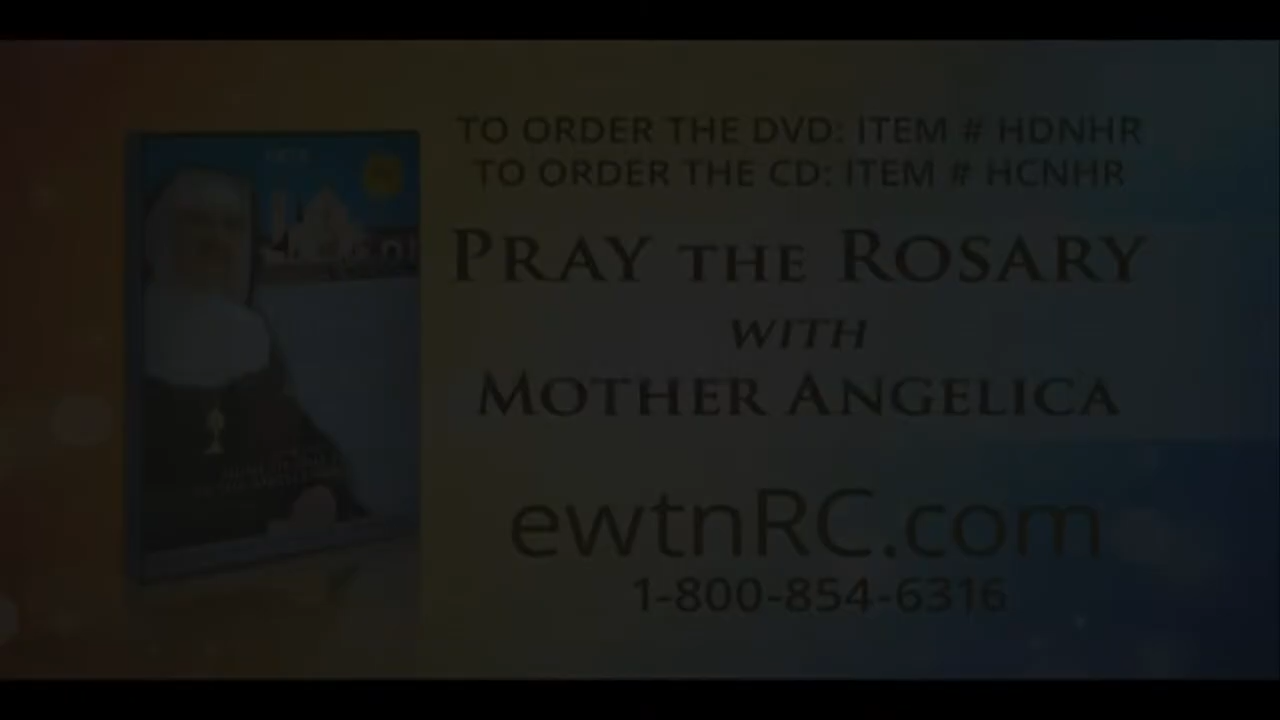 TO ORDER THE DVD: ITEM # HDNHR
TO ORDER THE CD: ITEM # HCNHR
PRAY THE ROSARY
WITH
MOTHER ANGELICA
ewtnRC.com
1-800-854-6316